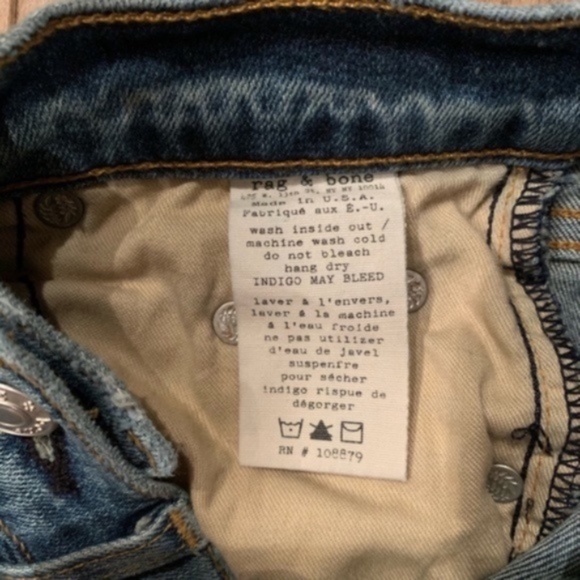 rag & bone
Made in U.S.A.
Fabriqué aux É.-U.
wash inside out /
machine wash cold
do not bleach
hang dry
INDIGO MAY BLEED
laver à l'envers,
laver à la machine
à l'eau froide
ne pas utiliser
d'eau de javel
suspenfre
pour sécher
indigo rispue de
dégorger
RN # 108879